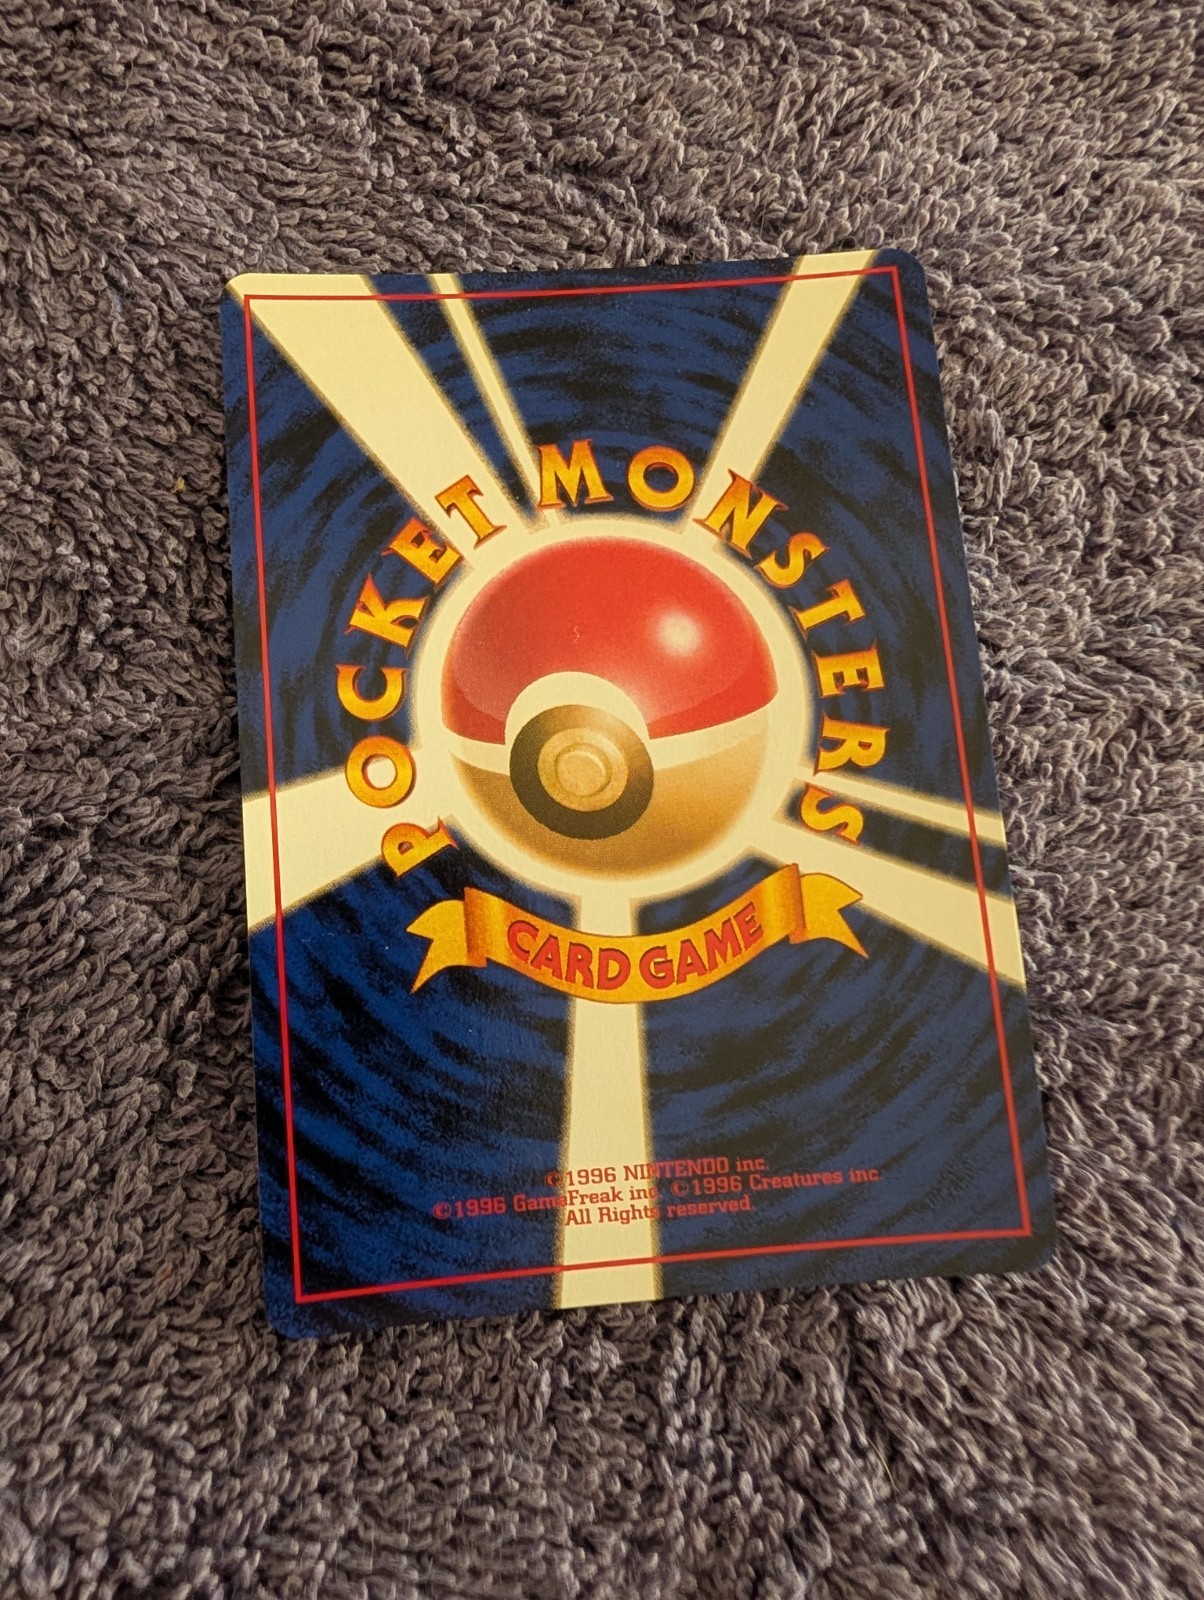 POCKET MONSTERS
CARD GAME
©1996 NINTENDO inc.
©1996 GameFreak inc. ©1996 Creatures inc.
All Rights reserved.